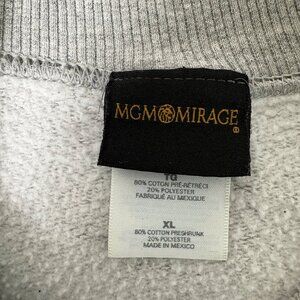 MGM MIRAGE
®
TG
80% COTTON PRÉ-RÉTRÉCI
20% POLYESTER
FABRIQUÉ AU MEXIQUE
XL
80% COTTON PRESHRUNK
20% POLYESTER
MADE IN MEXICO